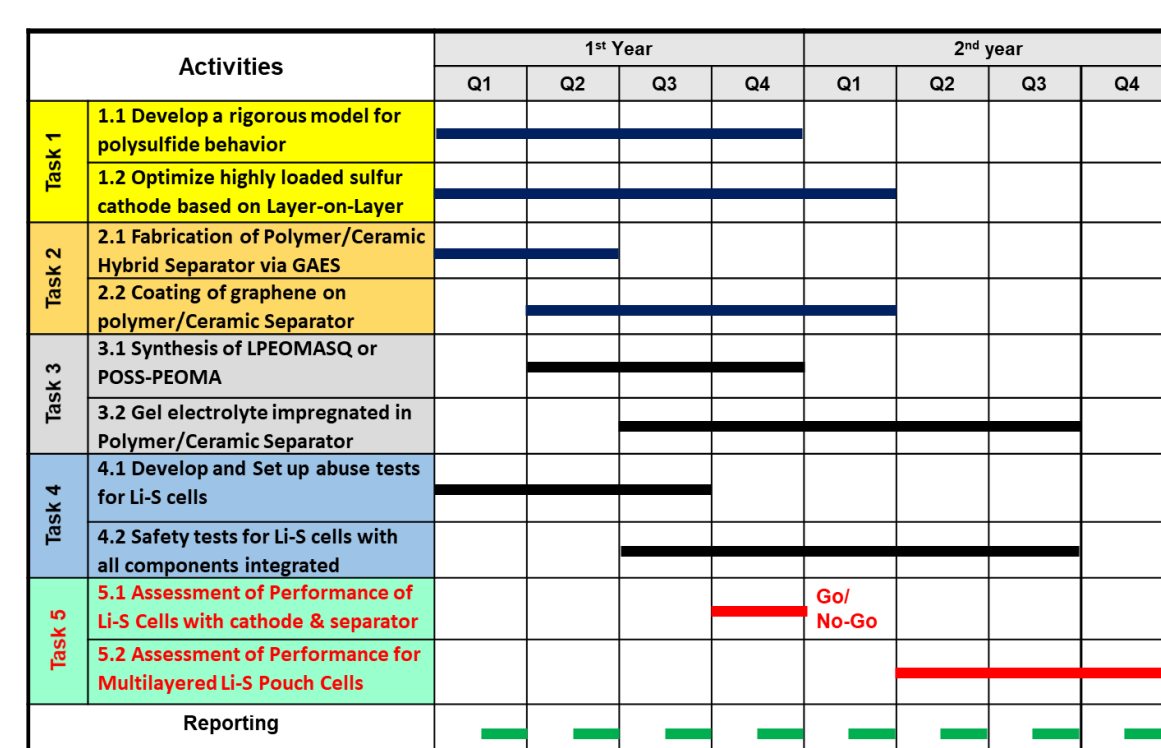 Activities
1st Year
2nd year
Q1 Q2 Q3 Q4 Q1 Q2 Q3 Q4
Task 1
1.1 Develop a rigorous model for
polysulfide behavior
1.2 Optimize highly loaded sulfur
cathode based on Layer-on-Layer
Task 2
2.1 Fabrication of Polymer/Ceramic
Hybrid Separator via GAES
2.2 Coating of graphene on
polymer/Ceramic Separator
Task 3
3.1 Synthesis of LPEOMASQ or
POSS-PEOMA
3.2 Gel electrolyte impregnated in
Polymer/Ceramic Separator
Task 4
4.1 Develop and Set up abuse tests
for Li-S cells
4.2 Safety tests for Li-S cells with
all components integrated
Task 5
5.1 Assessment of Performance of
Li-S Cells with cathode & separator
Go/
No-Go
5.2 Assessment of Performance for
Multilayered Li-S Pouch Cells
Reporting